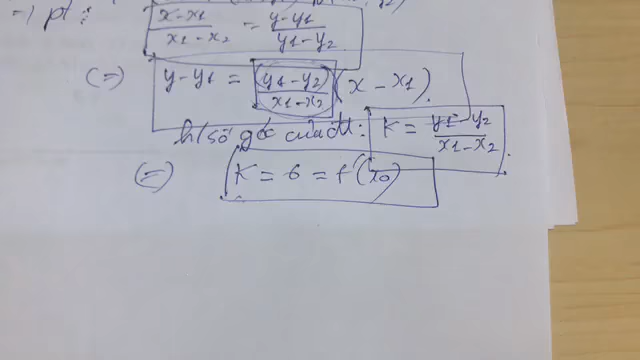 → pt:
x-x1/x1-x2 = y-y1/y1-y2
(=) y-y1 = (y1-y2)/x1-x2 (x-x1).
h/số góc của đt: K = y1-y2/x1-x2.
(=) K = 6 = f'(x0)